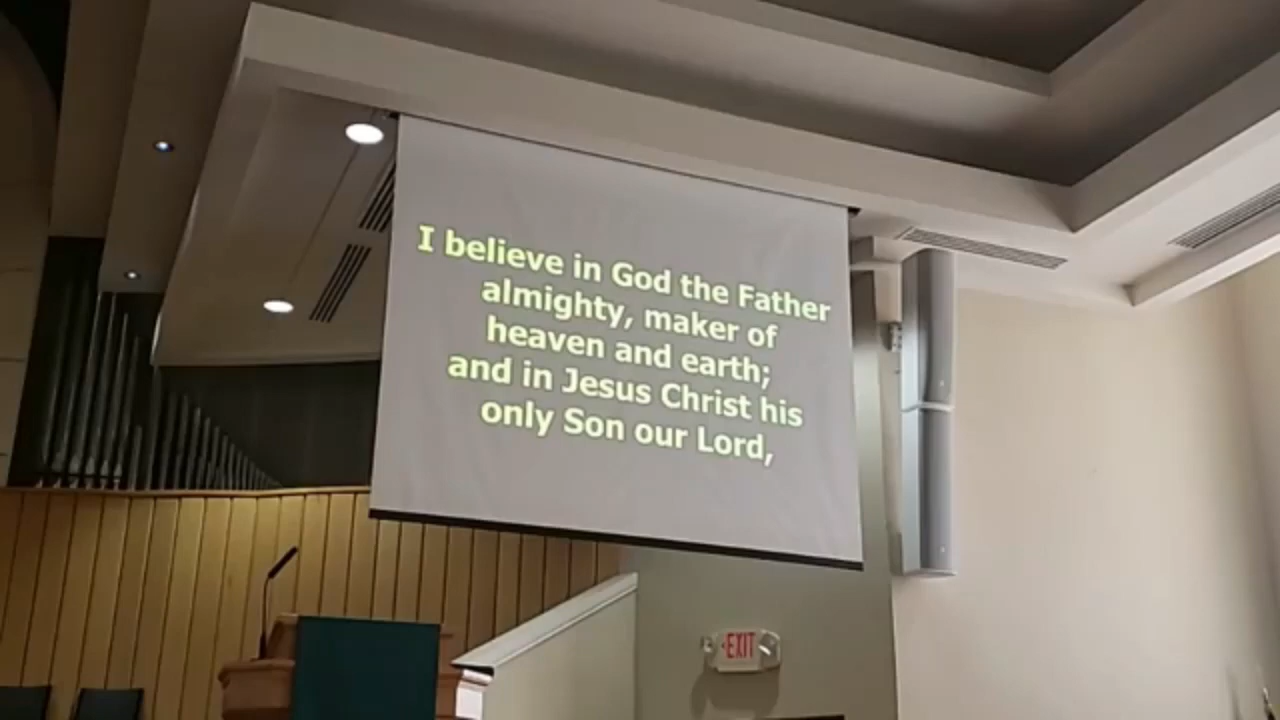 I believe in God the Father
almighty, maker of
heaven and earth;
and in Jesus Christ his
only Son our Lord,
EXIT